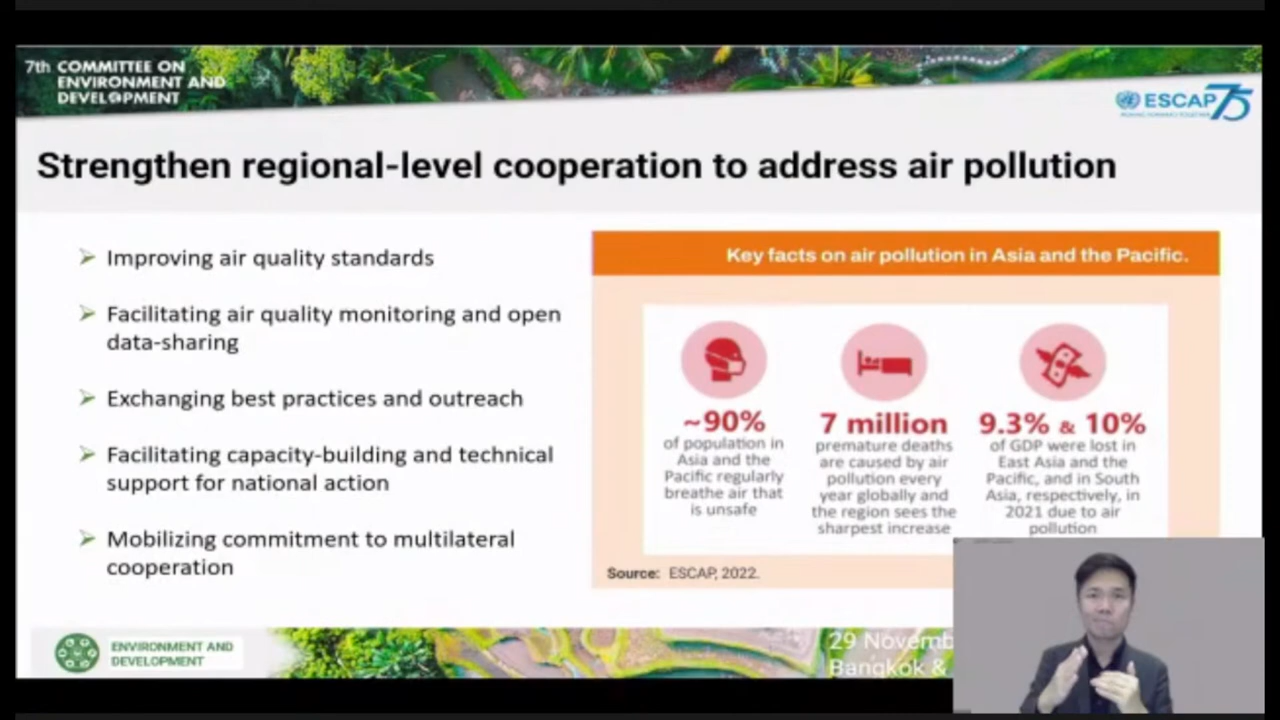 7th COMMITTEE ON
ENVIRONMENT AND
DEVELOPMENT
ESCAP 75
Strengthen regional-level cooperation to address air pollution
Improving air quality standards
Facilitating air quality monitoring and open
data-sharing
Exchanging best practices and outreach
Facilitating capacity-building and technical
support for national action
Mobilizing commitment to multilateral
cooperation
Key facts on air pollution in Asia and the Pacific.
~90%
of population in
Asia and the
Pacific regularly
breathe air that
is unsafe
7 million
premature deaths
are caused by air
pollution every
year globally and
the region sees the
sharpest increase
9.3% & 10%
of GDP were lost in
East Asia and the
Pacific, and in South
Asia, respectively, in
2021 due to air
pollution
Source: ESCAP, 2022.
ENVIRONMENT AND
DEVELOPMENT
29 Novemb
Bangkok &